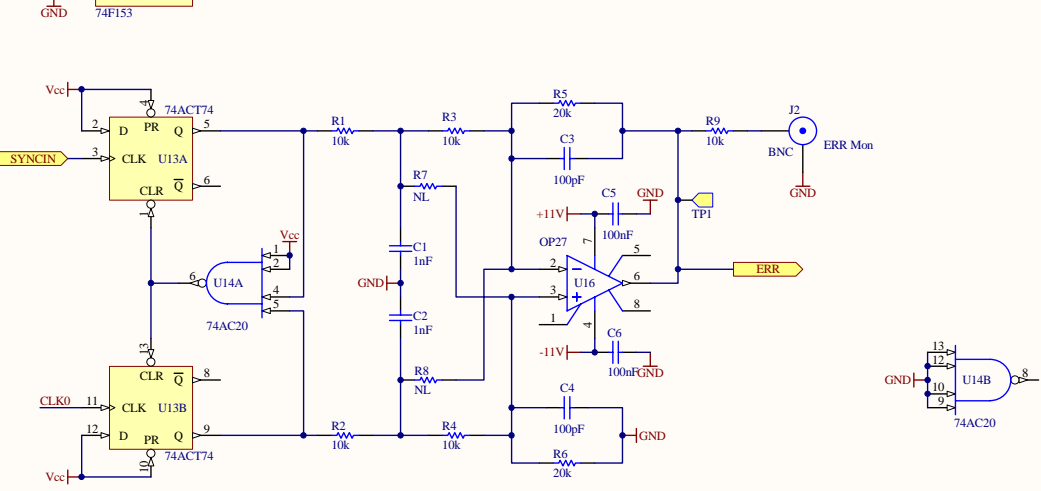 GND
74F153
Vcc
4
74ACT74
2 D PR Q 5
SYNCIN
3 CLK U13A
Q 6
CLR
1
R1
10k
R3
10k
R5
20k
C3
100pF
R9
10k
J2
BNC
ERR Mon
GND
R7
NL
C5
100nF
GND
TP1
+11V
7
OP27
Vcc
1
2
6 U14A
4
5
74AC20
C1
1nF
GND
C2
1nF
2
3
U16
5
6
8
1
4
ERR
-11V
C6
100nF
GND
13
CLR Q 8
CLK0
11 CLK U13B
12 D PR Q 9
10
74ACT74
Vcc
R8
NL
R2
10k
R4
10k
C4
100pF
GND
R6
20k
13
12
GND
10
9
U14B
8
74AC20